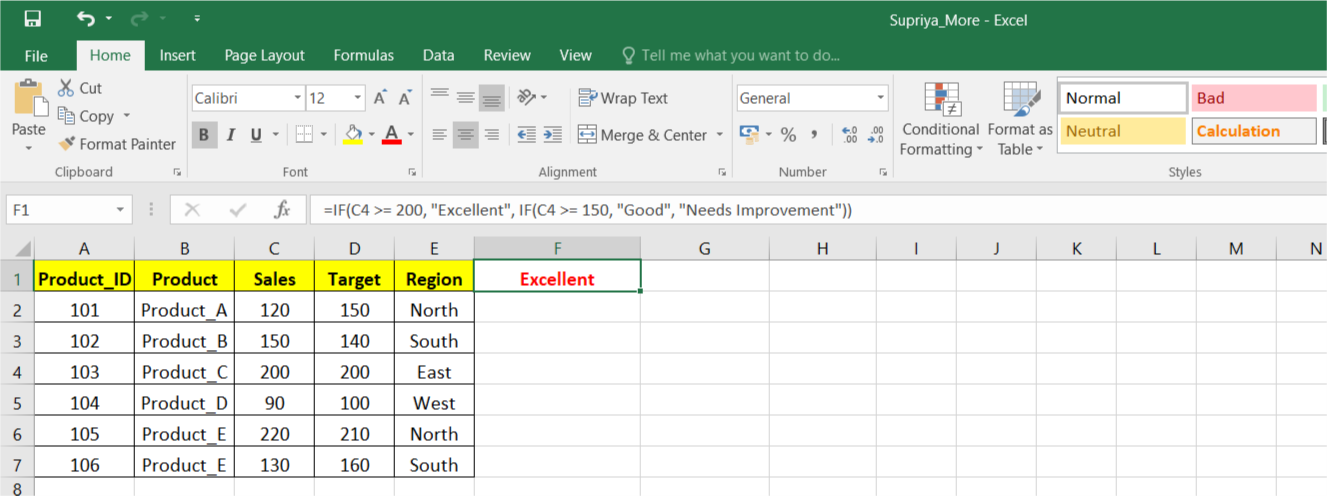 Supriya_More - Excel
File Home Insert Page Layout Formulas Data Review View Tell me what you want to do...
Paste
Cut
Copy
Format Painter
Clipboard
Calibri 12
B I U A
Font
Wrap Text
Merge & Center
Alignment
General
% , .00 .00
Number
Conditional Formatting
Format as Table
Normal Bad
Neutral Calculation
Styles
F1 fx =IF(C4 >= 200, "Excellent", IF(C4 >= 150, "Good", "Needs Improvement"))
A B C D E F G H I J K L M N
1 Product_ID Product Sales Target Region Excellent
2 101 Product_A 120 150 North
3 102 Product_B 150 140 South
4 103 Product_C 200 200 East
5 104 Product_D 90 100 West
6 105 Product_E 220 210 North
7 106 Product_E 130 160 South
8